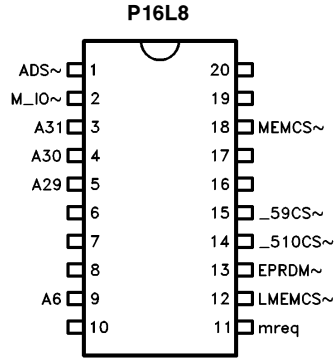 P16L8
ADS~ 1 20
M_IO~ 2 19
A31 3 18 MEMCS~
A30 4 17
A29 5 16
6 15 _59CS~
7 14 _510CS~
8 13 EPRDM~
A6 9 12 LMEMCS~
10 11 mreq